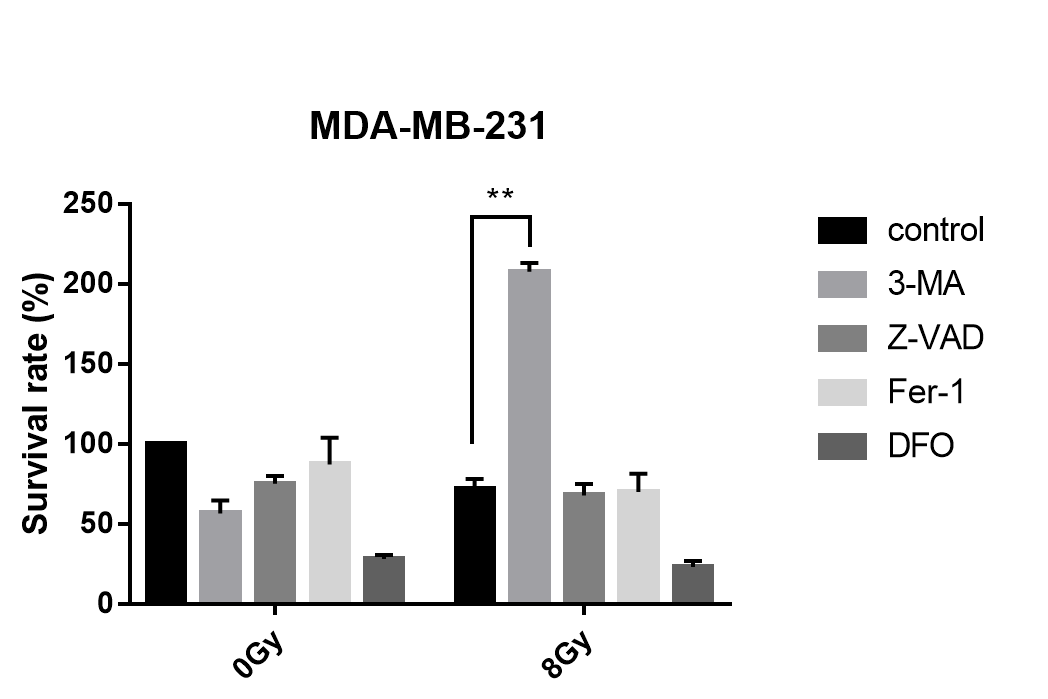 MDA-MB-231
**
250
200
150
100
50
0
Survival rate (%)
0Gy
8Gy
control
3-MA
Z-VAD
Fer-1
DFO